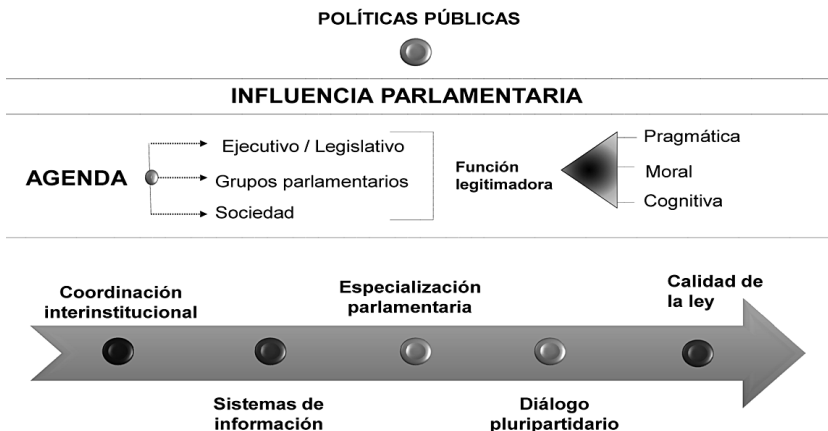 POLÍTICAS PÚBLICAS
INFLUENCIA PARLAMENTARIA
AGENDA
Ejecutivo / Legislativo
Grupos parlamentarios
Sociedad
Función
legitimadora
Pragmática
Moral
Cognitiva
Coordinación
interinstitucional
Sistemas de
información
Especialización
parlamentaria
Diálogo
pluripartidario
Calidad de
la ley